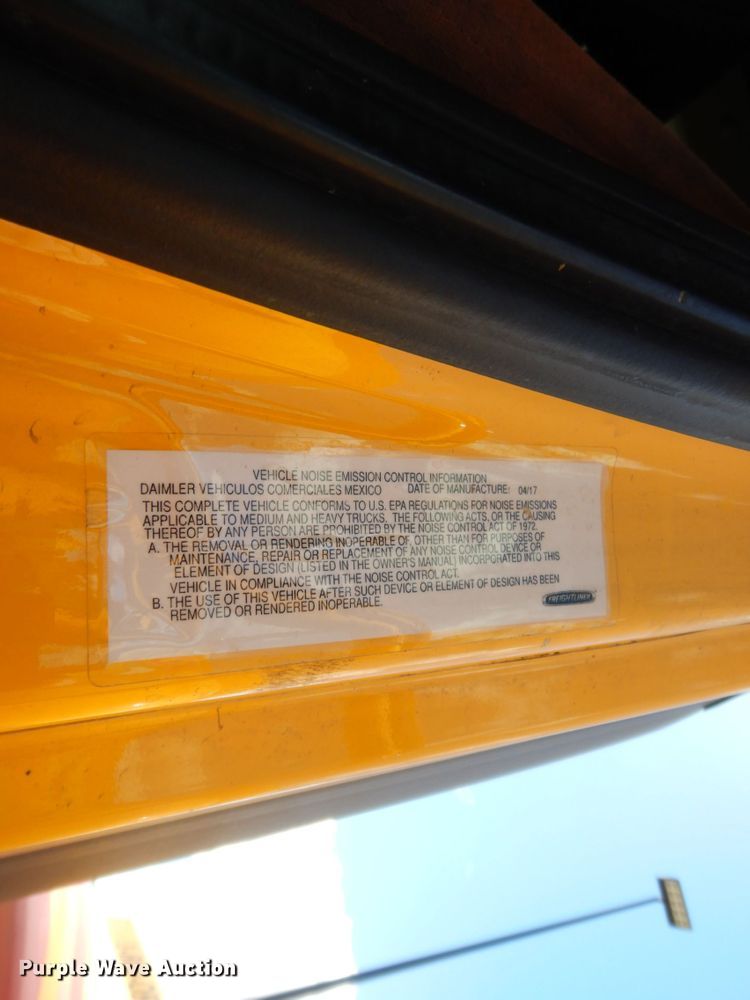 VEHICLE NOISE EMISSION CONTROL INFORMATION
DAIMLER VEHICULOS COMERCIALES MEXICO DATE OF MANUFACTURE: 04/17
THIS COMPLETE VEHICLE CONFORMS TO U.S. EPA REGULATIONS FOR NOISE EMISSIONS
APPLICABLE TO MEDIUM AND HEAVY TRUCKS. THE FOLLOWING ACTS, OR THE CAUSING
THEREOF BY ANY PERSON ARE PROHIBITED BY THE NOISE CONTROL ACT OF 1972.
A. THE REMOVAL OR RENDERING INOPERABLE OF, OTHER THAN FOR PURPOSES OF
MAINTENANCE, REPAIR OR REPLACEMENT OF ANY NOISE CONTROL DEVICE OR
ELEMENT OF DESIGN (LISTED IN THE OWNER'S MANUAL) INCORPORATED INTO THIS
VEHICLE IN COMPLIANCE WITH THE NOISE CONTROL ACT.
B. THE USE OF THIS VEHICLE AFTER SUCH DEVICE OR ELEMENT OF DESIGN HAS BEEN
REMOVED OR RENDERED INOPERABLE.
FREIGHTLINER
Purple Wave Auction